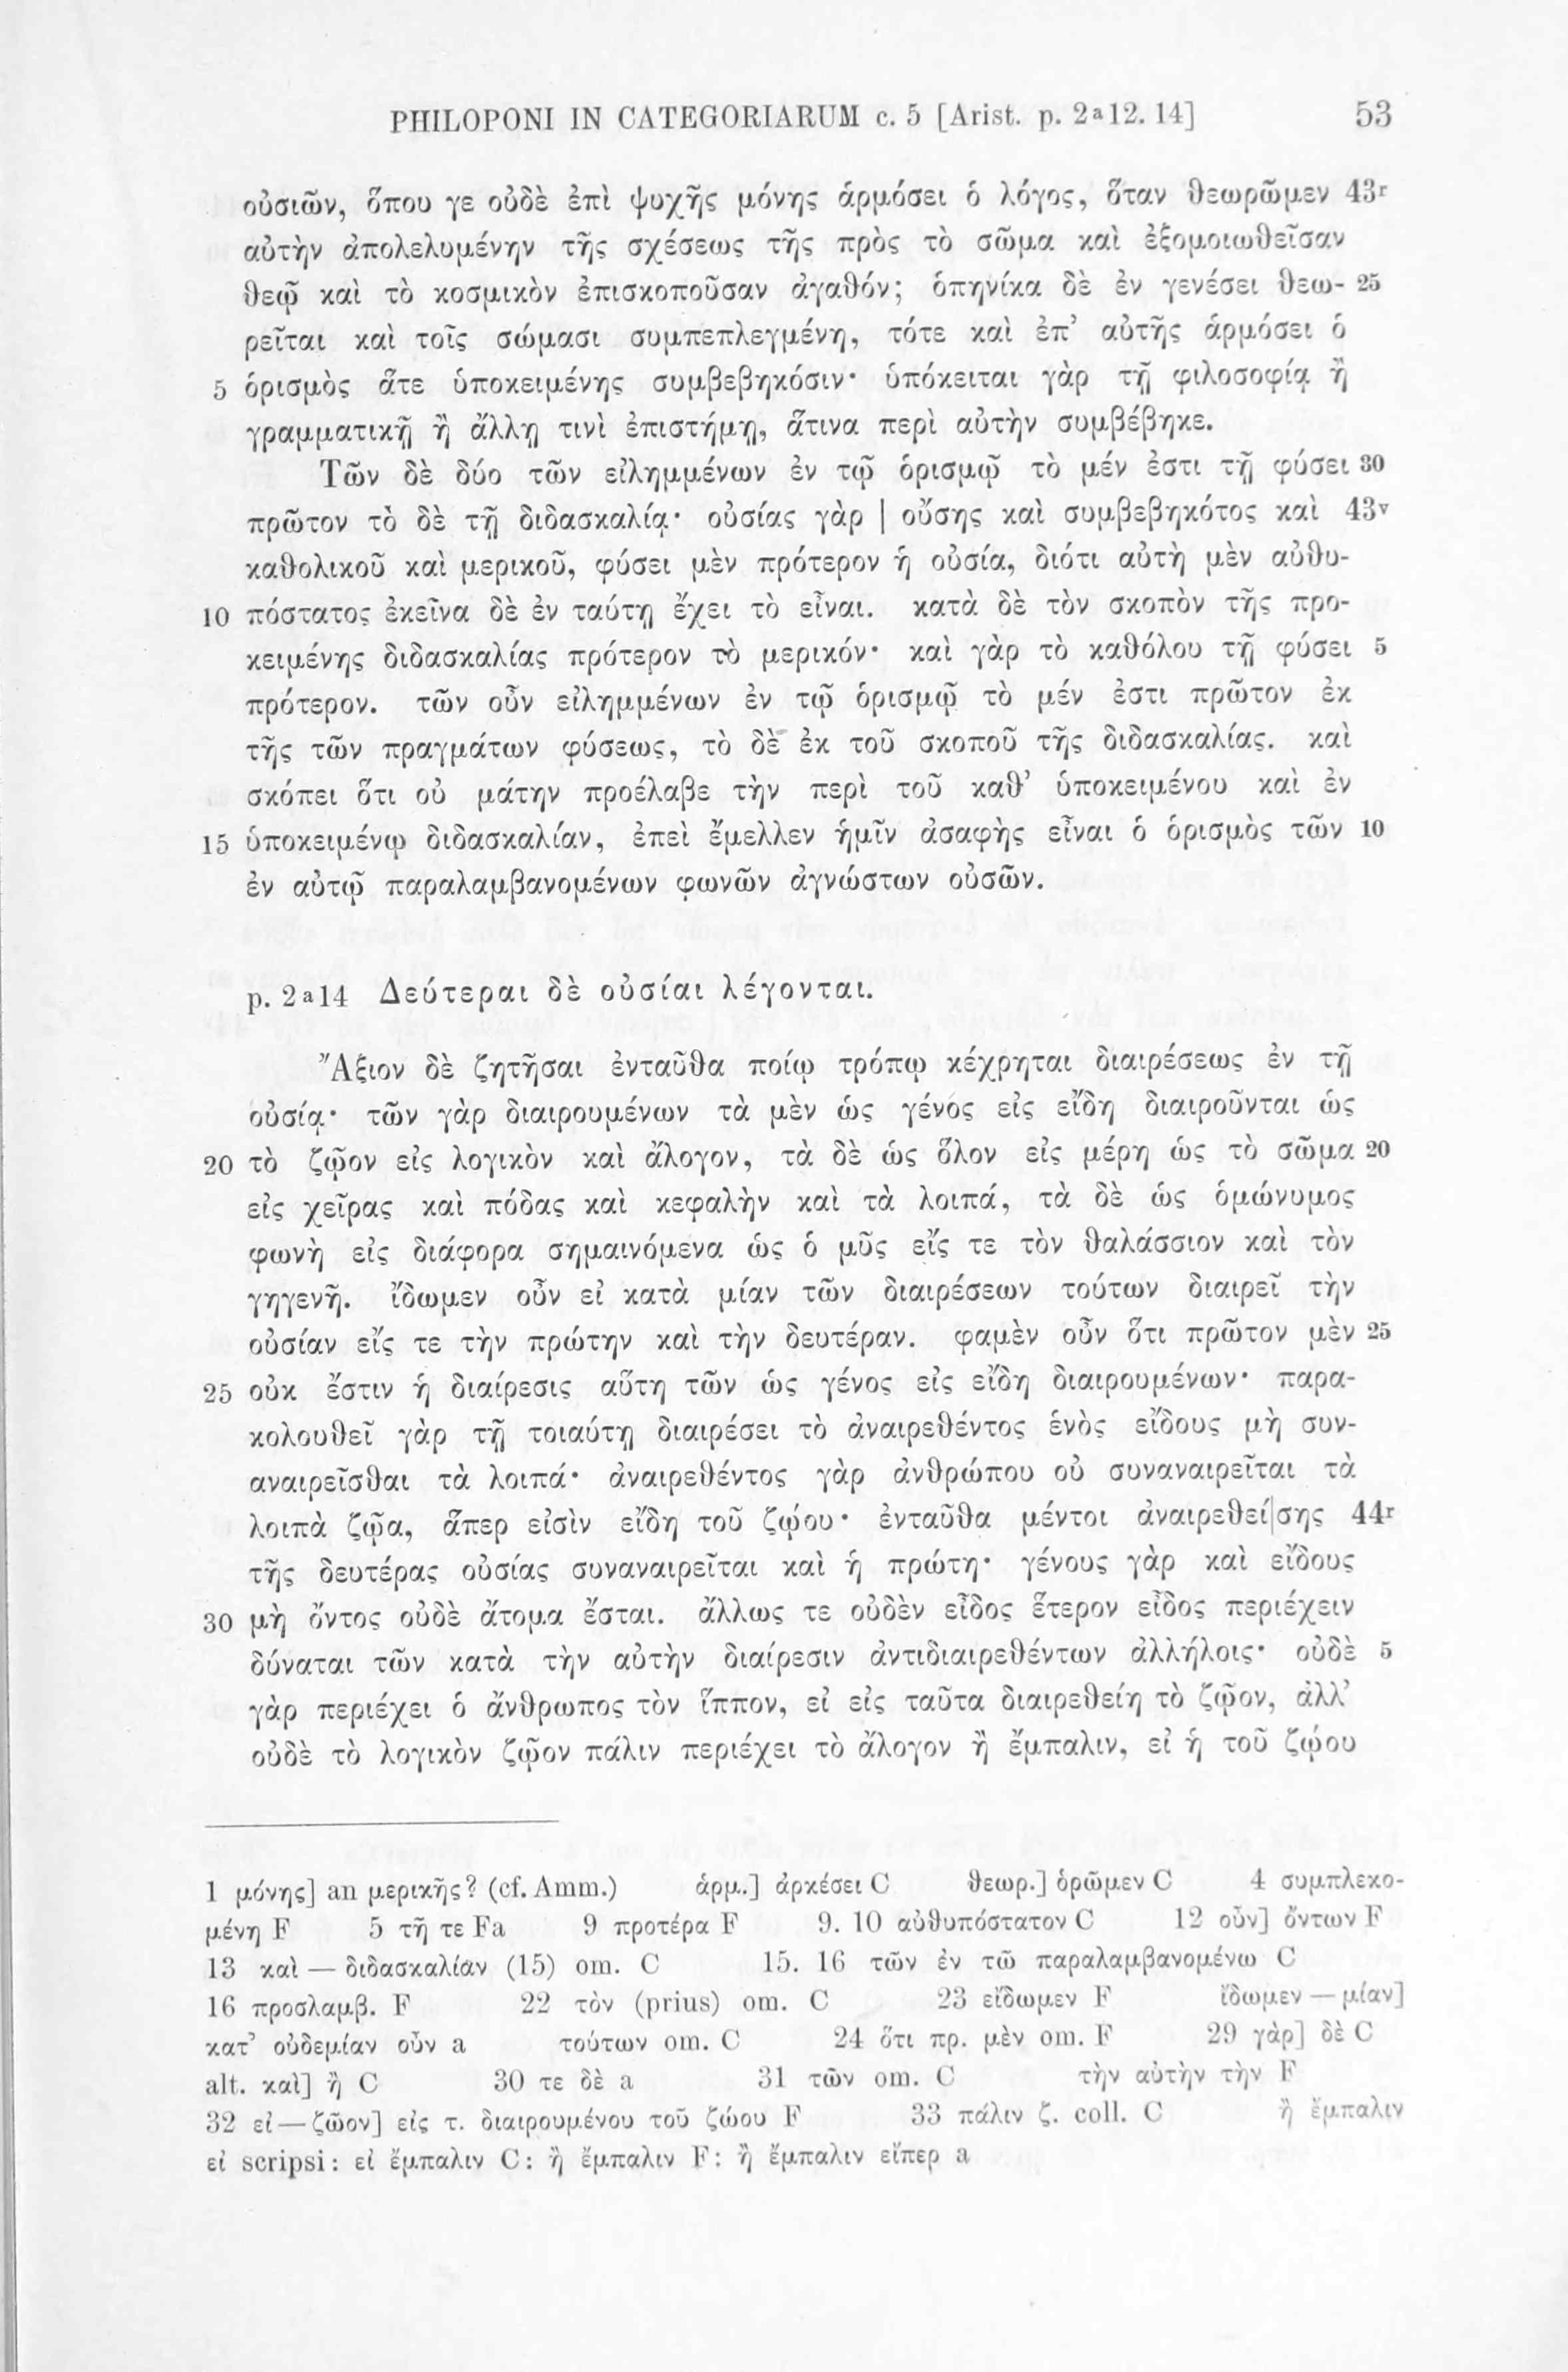 PHILOPONI IN CATEGORIARUM c. 5 [Arist. p. 2ᵃ12. 14] 53
οὐσιῶν, ὅπου γε οὐδὲ ἐπὶ ψυχῆς μόνης ἁρμόσει ὁ λόγος, ὅταν θεωρῶμεν 43ʳ
αὐτὴν ἀπολελυμένην τῆς σχέσεως τῆς πρὸς τὸ σῶμα καὶ ἐξομοιωθεῖσαν
θεῷ καὶ τὸ κοσμικὸν ἐπισκοποῦσαν ἀγαθόν; ὁπηνίκα δὲ ἐν γενέσει θεω- 25
ρεῖται καὶ τοῖς σώμασι συμπεπλεγμένη, τότε καὶ ἐπ’ αὐτῆς ἁρμόσει ὁ
5 ὁρισμὸς ἅτε ὑποκειμένης συμβεβηκόσιν· ὑπόκειται γὰρ τῇ φιλοσοφίᾳ ἢ
γραμματικῇ ἢ ἄλλῃ τινὶ ἐπιστήμῃ, ἅτινα περὶ αὐτὴν συμβέβηκε.
Τῶν δὲ δύο τῶν εἰλημμένων ἐν τῷ ὁρισμῷ τὸ μέν ἐστι τῇ φύσει 30
πρῶτον τὸ δὲ τῇ διδασκαλίᾳ· οὐσίας γὰρ | οὔσης καὶ συμβεβηκότος καὶ 43ᵛ
καθολικοῦ καὶ μερικοῦ, φύσει μὲν πρότερον ἡ οὐσία, διότι αὐτὴ μὲν αὐθυ-
10 πόστατος ἐκεῖνα δὲ ἐν ταύτῃ ἔχει τὸ εἶναι. κατὰ δὲ τὸν σκοπὸν τῆς προ-
κειμένης διδασκαλίας πρότερον τὸ μερικόν· καὶ γὰρ τὸ καθόλου τῇ φύσει 5
πρότερον. τῶν οὖν εἰλημμένων ἐν τῷ ὁρισμῷ τὸ μέν ἐστι πρῶτον ἐκ
τῆς τῶν πραγμάτων φύσεως, τὸ δὲ ἐκ τοῦ σκοποῦ τῆς διδασκαλίας. καὶ
σκόπει ὅτι οὐ μάτην προέλαβε τὴν περὶ τοῦ καθ’ ὑποκειμένου καὶ ἐν
15 ὑποκειμένῳ διδασκαλίαν, ἐπεὶ ἔμελλεν ἡμῖν ἀσαφὴς εἶναι ὁ ὁρισμὸς τῶν 10
ἐν αὐτῷ παραλαμβανομένων φωνῶν ἀγνώστων οὐσῶν.
p. 2ᵃ14 Δεύτεραι δὲ οὐσίαι λέγονται.
Ἄξιον δὲ ζητῆσαι ἐνταῦθα ποίῳ τρόπῳ κέχρηται διαιρέσεως ἐν τῇ
οὐσίᾳ· τῶν γὰρ διαιρουμένων τὰ μὲν ὡς γένος εἰς εἴδη διαιροῦνται ὡς
20 τὸ ζῷον εἰς λογικὸν καὶ ἄλογον, τὰ δὲ ὡς ὅλον εἰς μέρη ὡς τὸ σῶμα 20
εἰς χεῖρας καὶ πόδας καὶ κεφαλὴν καὶ τὰ λοιπά, τὰ δὲ ὡς ὁμώνυμος
φωνὴ εἰς διάφορα σημαινόμενα ὡς ὁ μῦς εἴς τε τὸν θαλάσσιον καὶ τὸν
γηγενῆ. ἴδωμεν οὖν εἰ κατὰ μίαν τῶν διαιρέσεων τούτων διαιρεῖ τὴν
οὐσίαν εἴς τε τὴν πρώτην καὶ τὴν δευτέραν. φαμὲν οὖν ὅτι πρῶτον μὲν 25
25 οὐκ ἔστιν ἡ διαίρεσις αὕτη τῶν ὡς γένος εἰς εἴδη διαιρουμένων· παρα-
κολουθεῖ γὰρ τῇ τοιαύτῃ διαιρέσει τὸ ἀναιρεθέντος ἑνὸς εἴδους μὴ συν-
αναιρεῖσθαι τὰ λοιπά· ἀναιρεθέντος γὰρ ἀνθρώπου οὐ συναναιρεῖται τὰ
λοιπὰ ζῷα, ἅπερ εἰσὶν εἴδη τοῦ ζῴου· ἐνταῦθα μέντοι ἀναιρεθεί|σης 44ʳ
τῆς δευτέρας οὐσίας συναναιρεῖται καὶ ἡ πρώτη· γένους γὰρ καὶ εἴδους
30 μὴ ὄντος οὐδὲ ἄτομα ἔσται. ἄλλως τε οὐδὲν εἶδος ἕτερον εἶδος περιέχειν
δύναται τῶν κατὰ τὴν αὐτὴν διαίρεσιν ἀντιδιαιρεθέντων ἀλλήλοις· οὐδὲ 5
γὰρ περιέχει ὁ ἄνθρωπος τὸν ἵππον, εἰ εἰς ταῦτα διαιρεθείη τὸ ζῷον, ἀλλ’
οὐδὲ τὸ λογικὸν ζῷον πάλιν περιέχει τὸ ἄλογον ἢ ἔμπαλιν, εἰ ἡ τοῦ ζῴου
1 μόνης] an μερικῆς? (cf. Amm.) ἁρμ.] ἀρκέσει C θεωρ.] ὁρῶμεν C 4 συμπλεκο-
μένη F 5 τῇ τε Fa 9 προτέρα F 9. 10 αὐθυπόστατον C 12 οὖν] ὄντων F
13 καὶ — διδασκαλίαν (15) om. C 15. 16 τῶν ἐν τῶ παραλαμβανομένω C
16 προσλαμβ. F 22 τὸν (prius) om. C 23 εἴδωμεν F ἴδωμεν — μίαν]
κατ’ οὐδεμίαν οὖν a τούτων om. C 24 ὅτι πρ. μὲν om. F 29 γὰρ] δὲ C
alt. καὶ] ἢ C 30 τε δὲ a 31 τῶν om. C τὴν αὐτὴν τὴν F
32 εἰ — ζῷον] εἰς τ. διαιρουμένου τοῦ ζώου F 33 πάλιν ζ. coll. C ἢ ἔμπαλιν
εἰ scripsi: εἰ ἔμπαλιν C: ἢ ἔμπαλιν F: ἢ ἔμπαλιν εἴπερ a